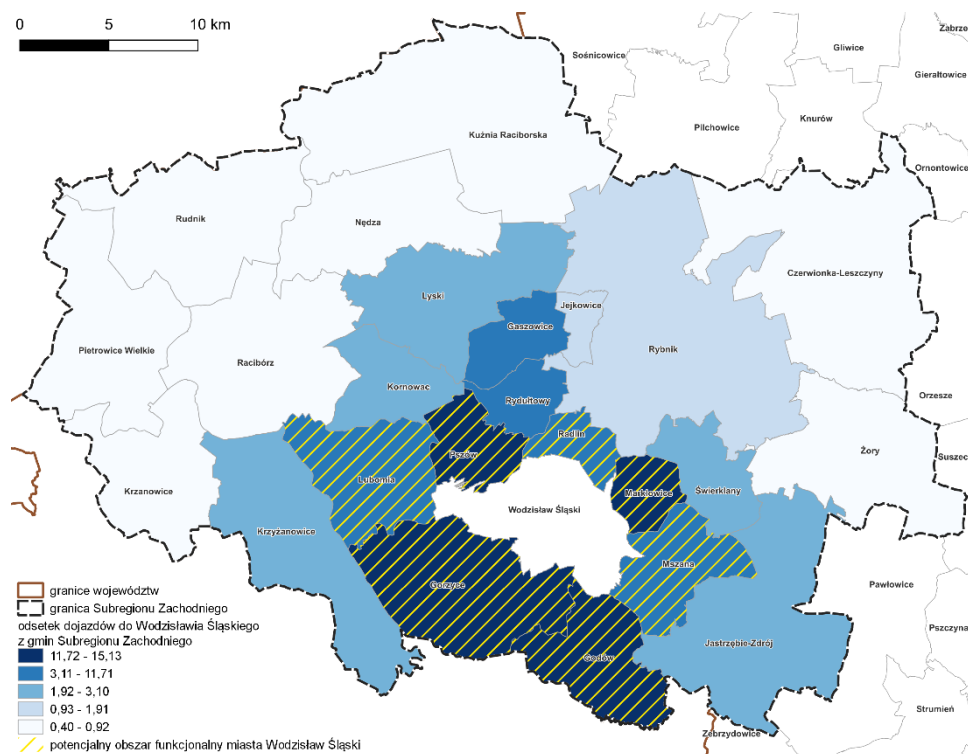 0 5 10 km
Zabrze
Sośnicowice
Gliwice
Gierałtowice
Pilchowice
Knurów
Kuźnia Raciborska
Ornontowice
Rudnik
Nędza
Czerwionka-Leszczyny
Lyski
Jejkowice
Gaszowice
Pietrowice Wielkie
Racibórz
Rybnik
Kornowac
Rydułtowy
Orzesze
Radlin
Pszów
Żory
Suszec
Lubomia
Markłowice
Świerklany
Krzanowice
Wodzisław Śląski
Krzyżanowice
Mszana
Gorzyce
Pawłowice
granice województw
granica Subregionu Zachodniego
odsetek dojazdów do Wodzisławia Śląskiego
z gmin Subregionu Zachodniego
Pszczyna
Jastrzębie-Zdrój
Godów
11,72 - 15,13
3,11 - 11,71
1,92 - 3,10
0,93 - 1,91
0,40 - 0,92
Strumień
Zebrzydowice
potencjalny obszar funkcjonalny miasta Wodzisław Śląski